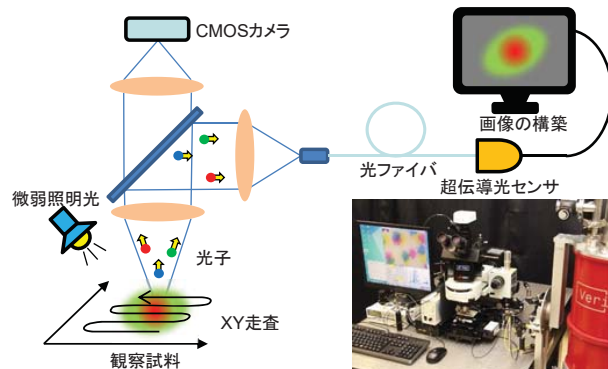 CMOSカメラ
画像の構築
光ファイバ
超伝導光センサ
微弱照明光
光子
XY走査
観察試料
Veri